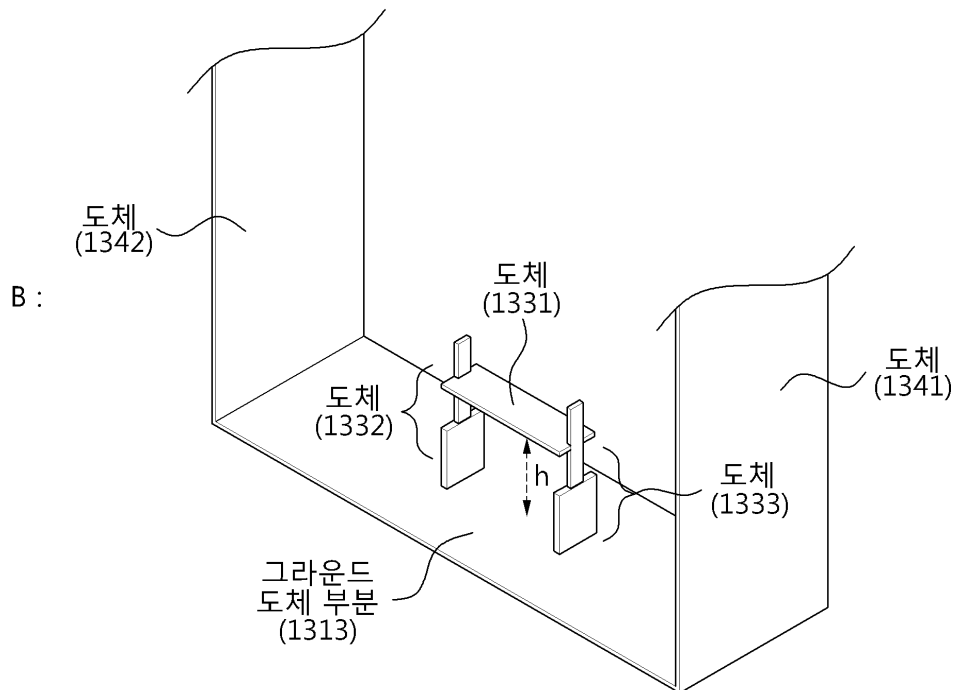 도체
(1342)
B :
도체
(1331)
도체
(1341)
도체
(1332)
h
도체
(1333)
그라운드
도체 부분
(1313)